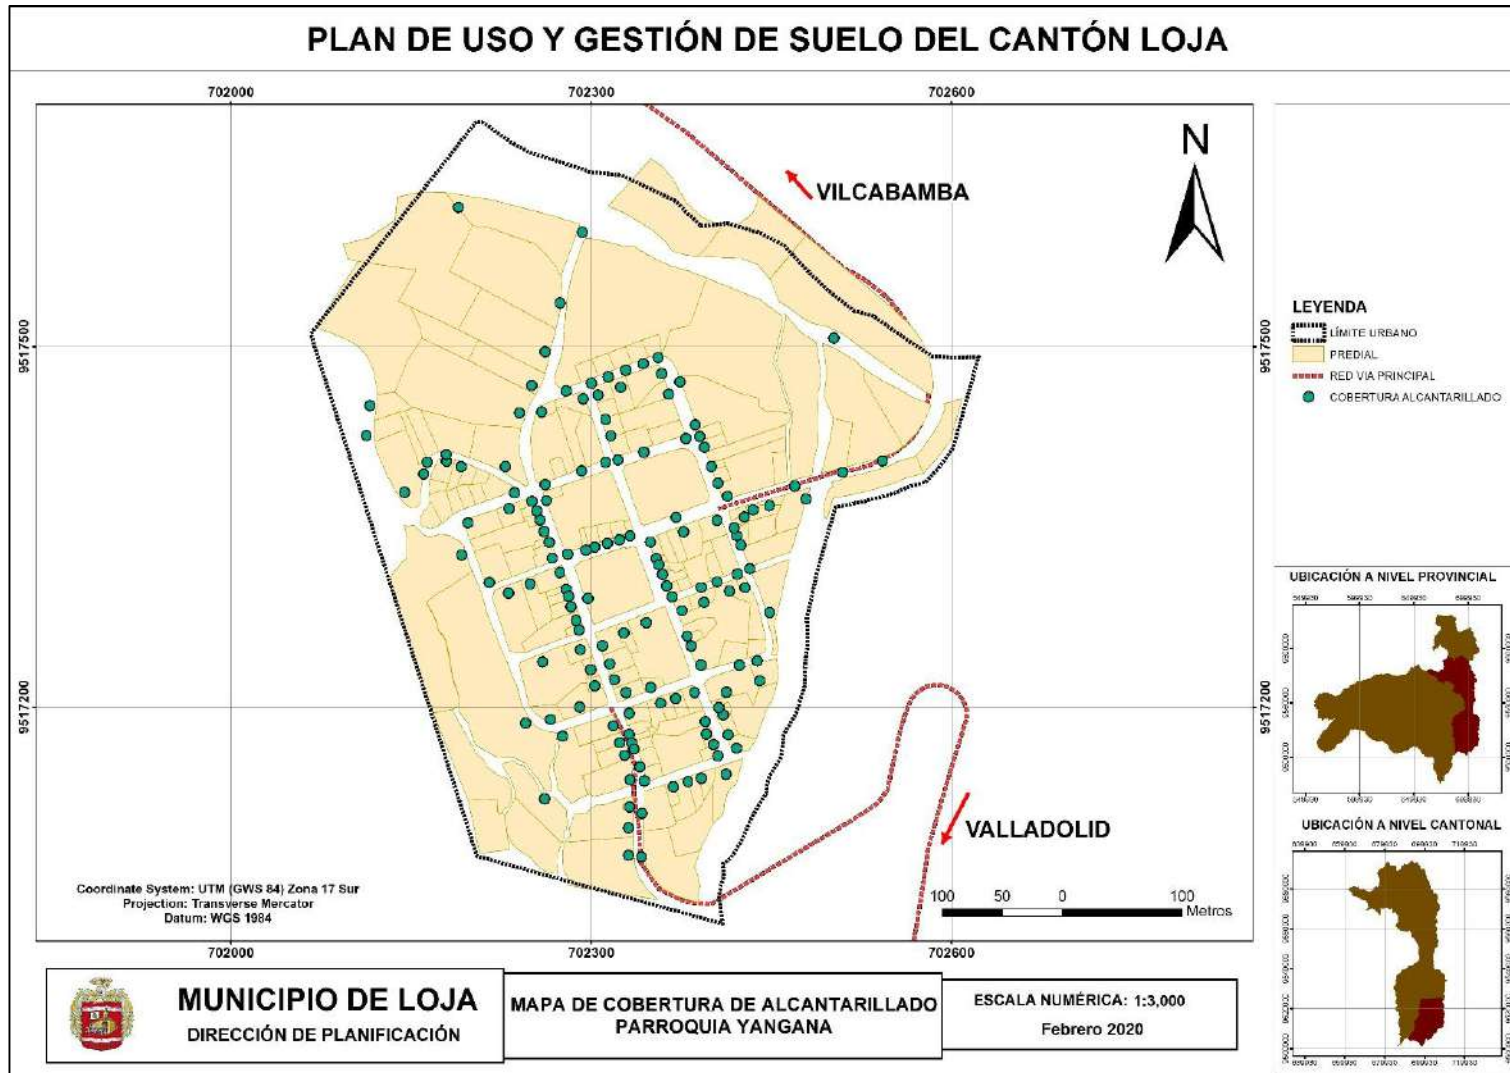 PLAN DE USO Y GESTIÓN DE SUELO DEL CANTÓN LOJA
702000 702300 702600
N
VILCABAMBA
9517500 9517500
LEYENDA
LÍMITE URBANO
PREDIAL
RED VIA PRINCIPAL
COBERTURA ALCANTARILLADO
UBICACIÓN A NIVEL PROVINCIAL
9517200 9517200
VALLADOLID
UBICACIÓN A NIVEL CANTONAL
Coordinate System: UTM (GWS 84) Zona 17 Sur
Projection: Transverse Mercator
Datum: WGS 1984
100 50 0 100
Metros
702000 702300 702600
MUNICIPIO DE LOJA
DIRECCIÓN DE PLANIFICACIÓN
MAPA DE COBERTURA DE ALCANTARILLADO
PARROQUIA YANGANA
ESCALA NUMÉRICA: 1:3,000
Febrero 2020